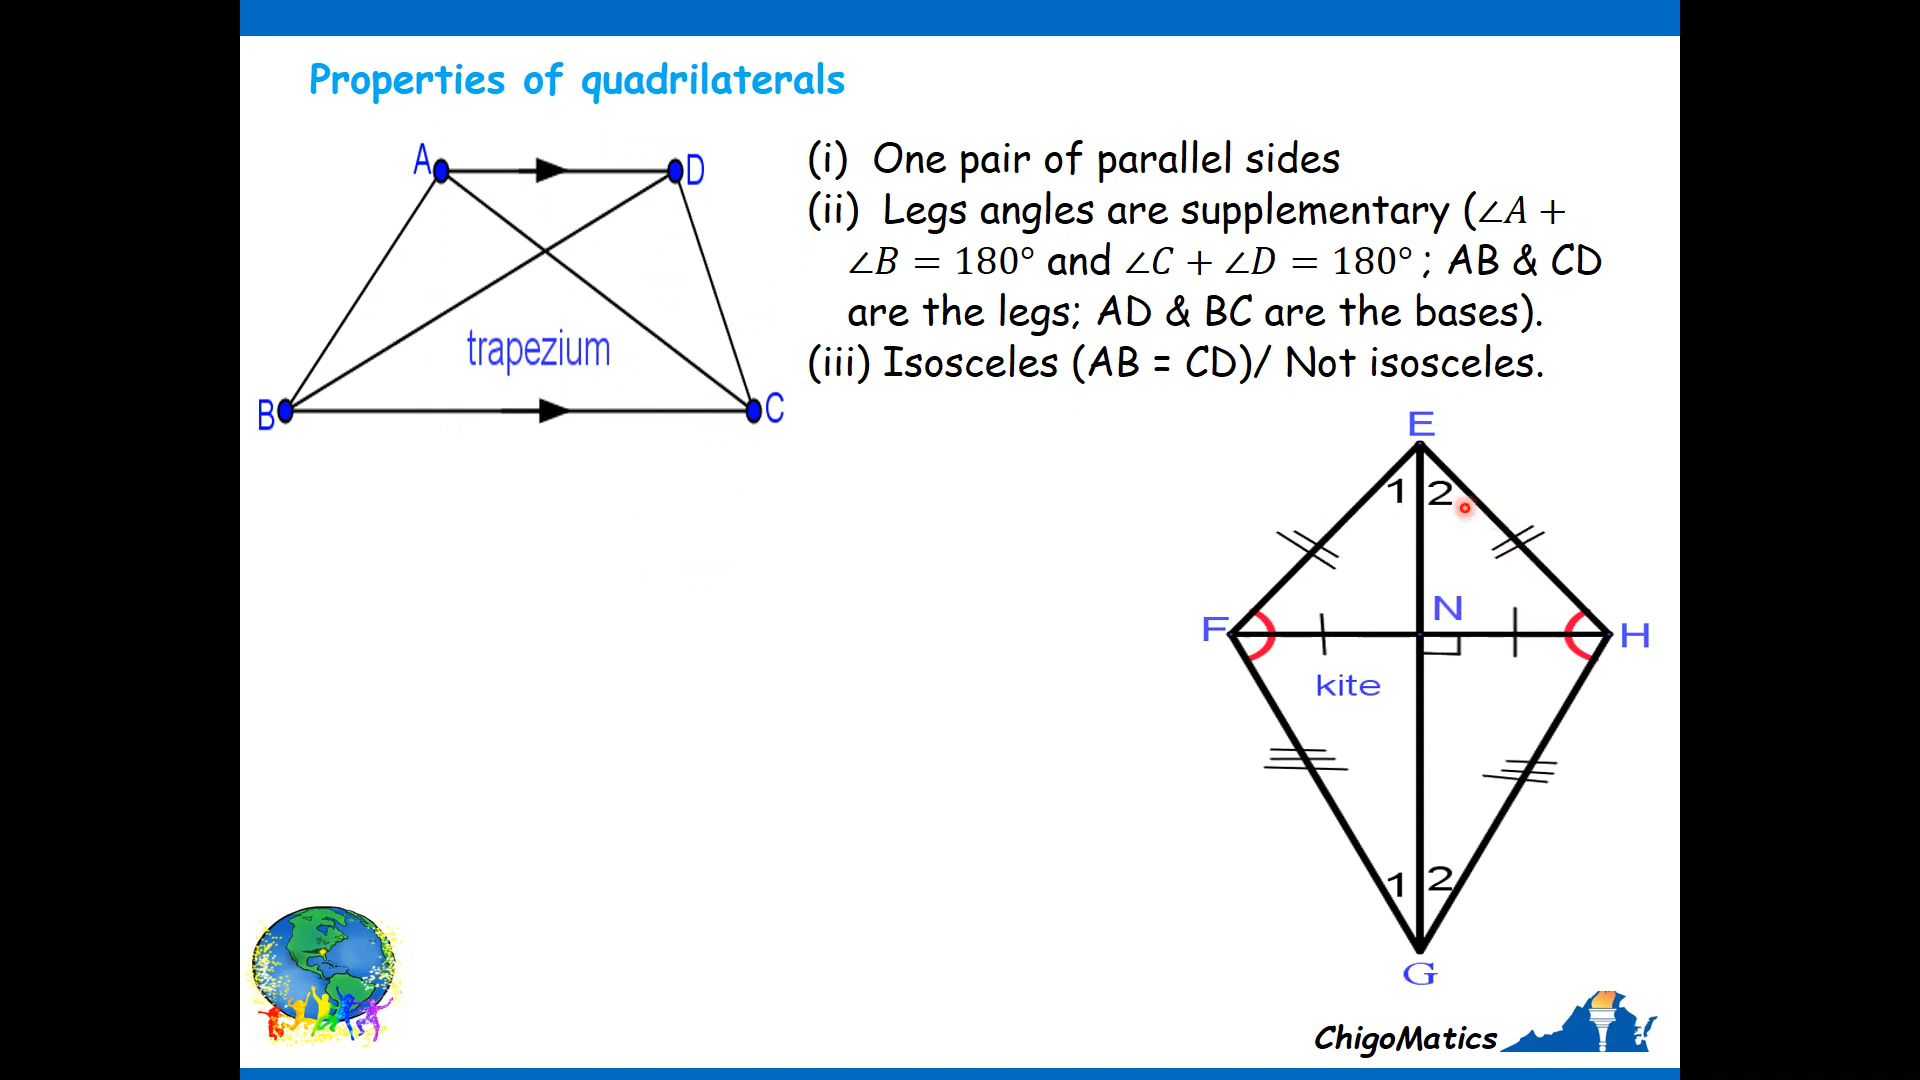 Properties of quadrilaterals
A
D
B
C
trapezium
(i) One pair of parallel sides
(ii) Legs angles are supplementary (∠A +
∠B = 180° and ∠C + ∠D = 180° ; AB & CD
are the legs; AD & BC are the bases).
(iii) Isosceles (AB = CD)/ Not isosceles.
E
1 2
N
F
H
kite
1 2
G
ChigoMatics